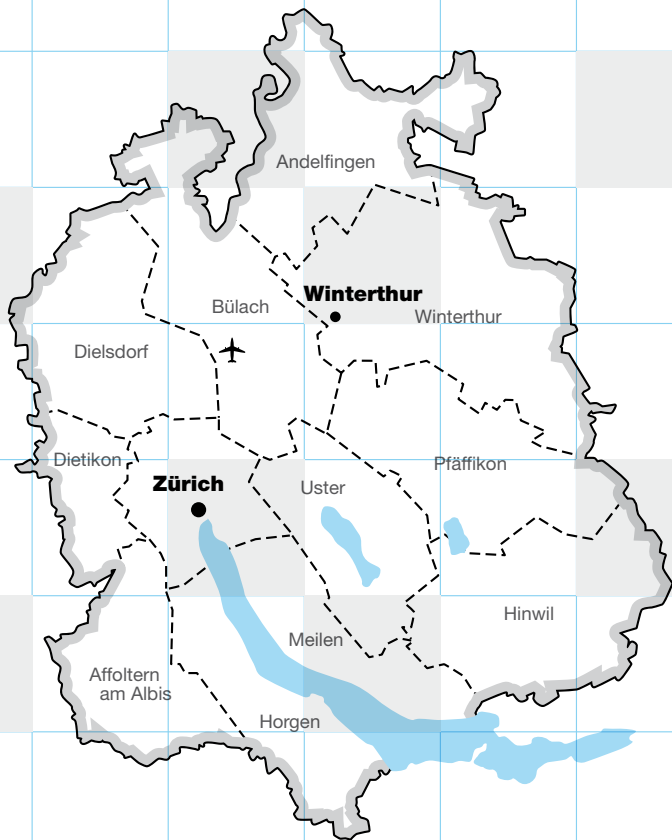 Andelfingen
Winterthur
Bülach
Winterthur
Dielsdorf
Dietikon
Pfäffikon
Zürich
Uster
Hinwil
Meilen
Affoltern
am Albis
Horgen